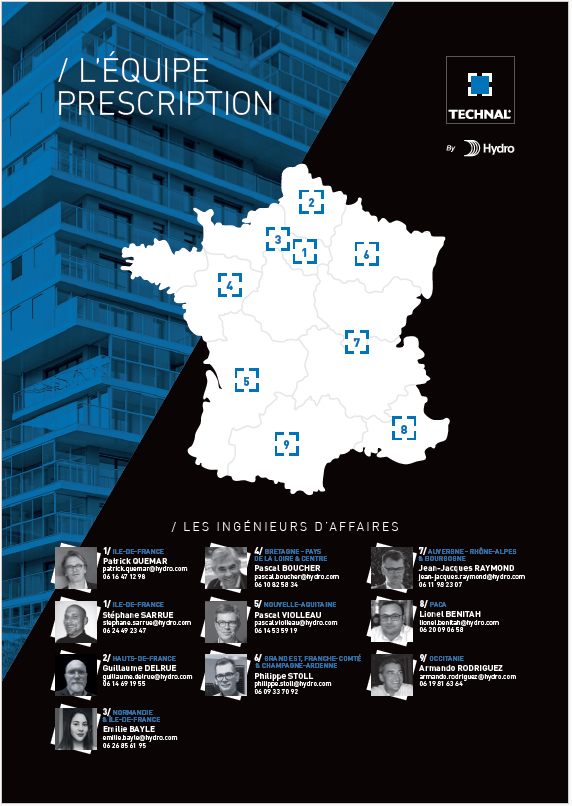 / L'ÉQUIPE
PRESCRIPTION
TECHNAL®
By Hydro
2
3
1
6
4
7
5
8
9
/ LES INGÉNIEURS D'AFFAIRES
1/ ILE-DE-FRANCE
Patrick QUEMAR
patrick.quemar@hydro.com
06 16 47 12 98
1/ ILE-DE-FRANCE
Stéphane SARRUE
stephane.sarrue@hydro.com
06 24 49 23 47
2/ HAUTS-DE-FRANCE
Guillaume DELRUE
guillaume.delrue@hydro.com
06 14 69 19 55
3/ NORMANDIE
& ÎLE-DE-FRANCE
Emilie BAYLE
emilie.bayle@hydro.com
06 26 85 61 95
4/ BRETAGNE - PAYS
DE LA LOIRE & CENTRE
Pascal BOUCHER
pascal.boucher@hydro.com
06 10 82 58 34
5/ NOUVELLE-AQUITAINE
Pascal VIOLLEAU
pascal.violleau@hydro.com
06 14 53 59 19
6/ GRAND EST, FRANCHE-COMTÉ
& CHAMPAGNE-ARDENNE
Philippe STOLL
philippe.stoll@hydro.com
06 09 33 70 92
7/ AUVERGNE - RHÔNE-ALPES
& BOURGOGNE
Jean-Jacques RAYMOND
jean-jacques.raymond@hydro.com
06 11 98 23 07
8/ PACA
Lionel BENITAH
lionel.benitah@hydro.com
06 20 09 06 58
9/ OCCITANIE
Armando RODRIGUEZ
armando.rodriguez@hydro.com
06 19 81 63 64